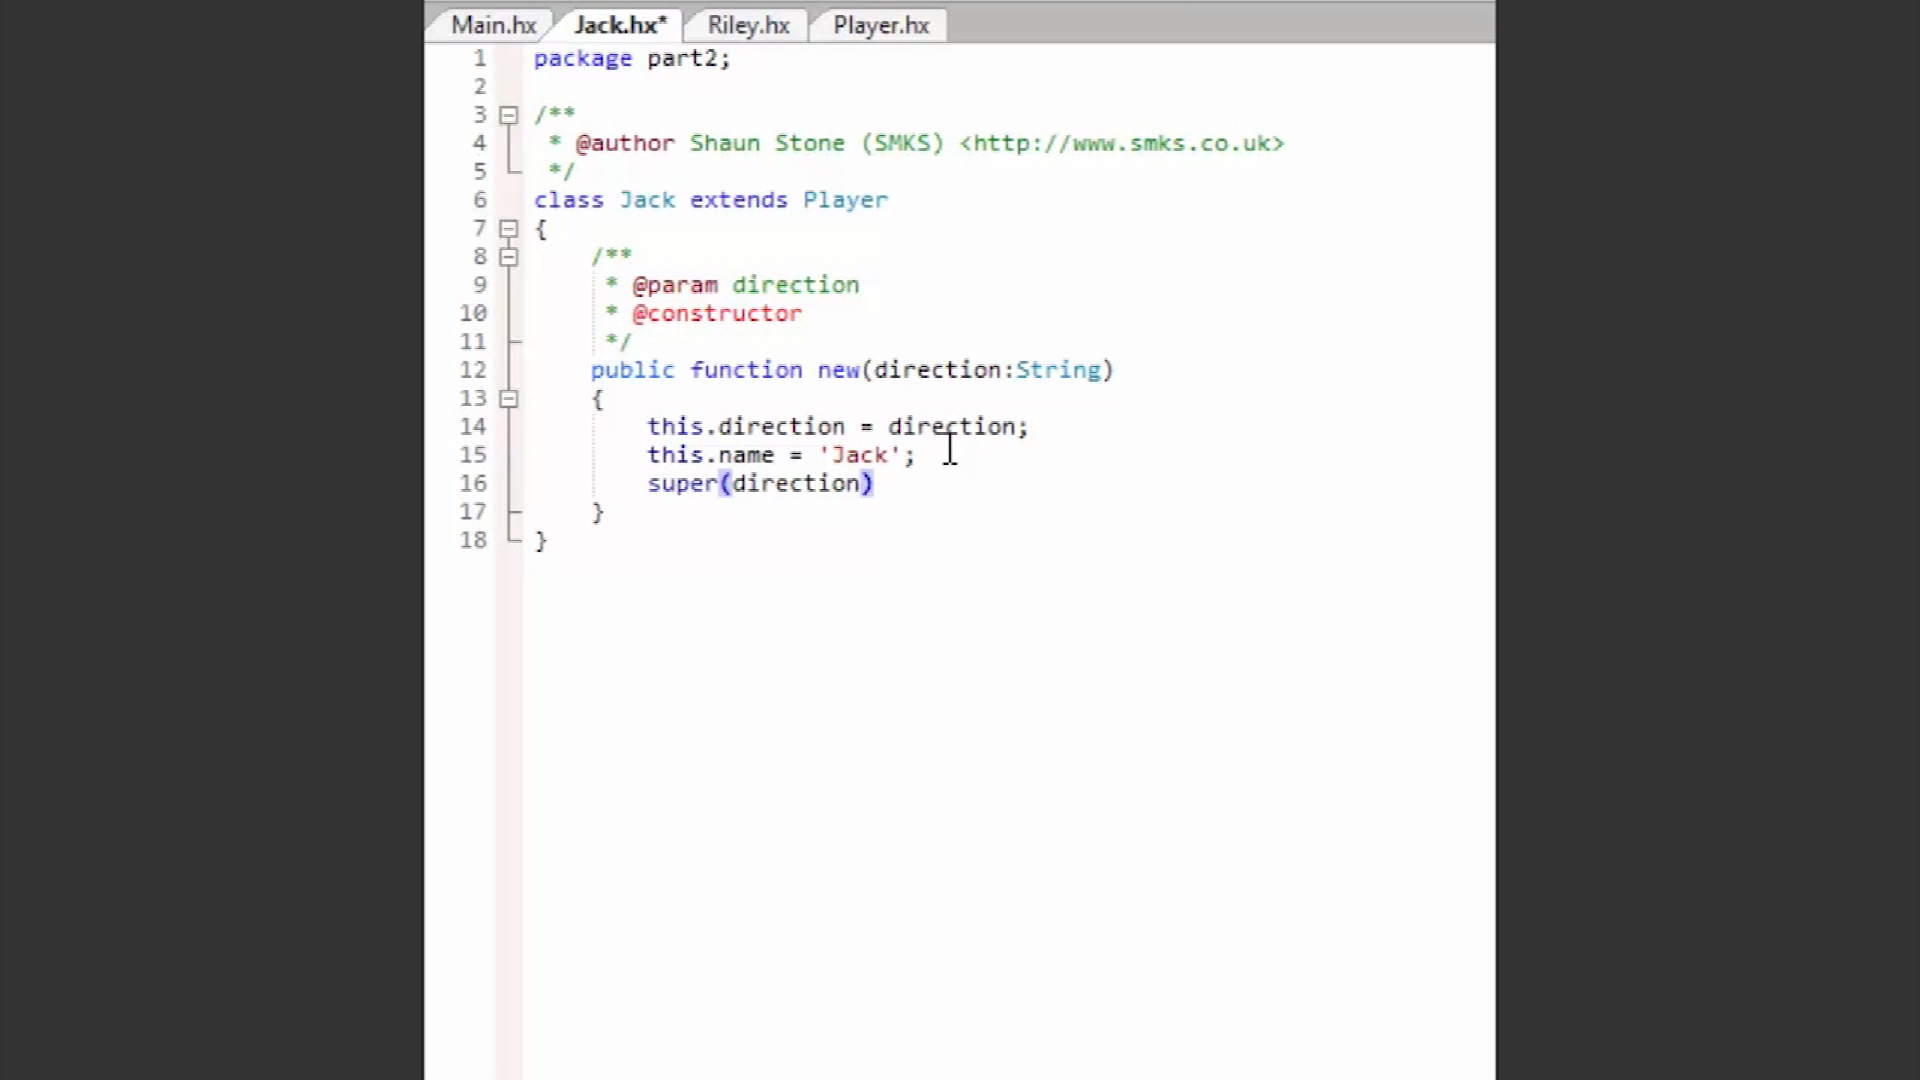 Main.hx Jack.hx* Riley.hx Player.hx
1 package part2;
2
3 /**
4 * @author Shaun Stone (SMKS) <http://www.smks.co.uk>
5 */
6 class Jack extends Player
7 {
8 /**
9 * @param direction
10 * @constructor
11 */
12 public function new(direction:String)
13 {
14 this.direction = direction;
15 this.name = 'Jack';
16 super(direction)
17 }
18 }